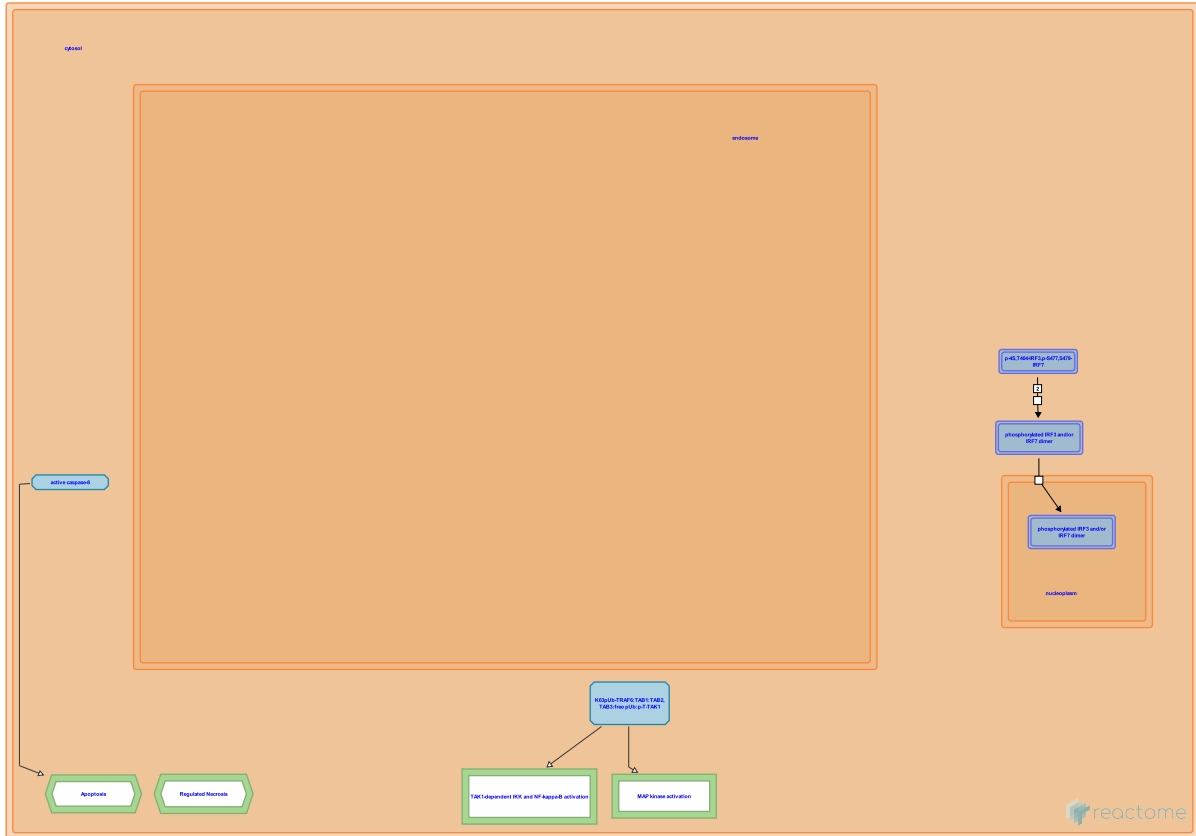 cytosol
endosome
p-4S,T404-IRF3,p-S477,S479-
IRF7
2
phosphorylated IRF3 and/or
IRF7 dimer
active caspase-8
phosphorylated IRF3 and/or
IRF7 dimer
nucleoplasm
K63pUb-TRAF6:TAB1:TAB2,
TAB3:free pUb:p-T-TAK1
Apoptosis
Regulated Necrosis
TAK1-dependent IKK and NF-kappa-B activation
MAP kinase activation
reactome